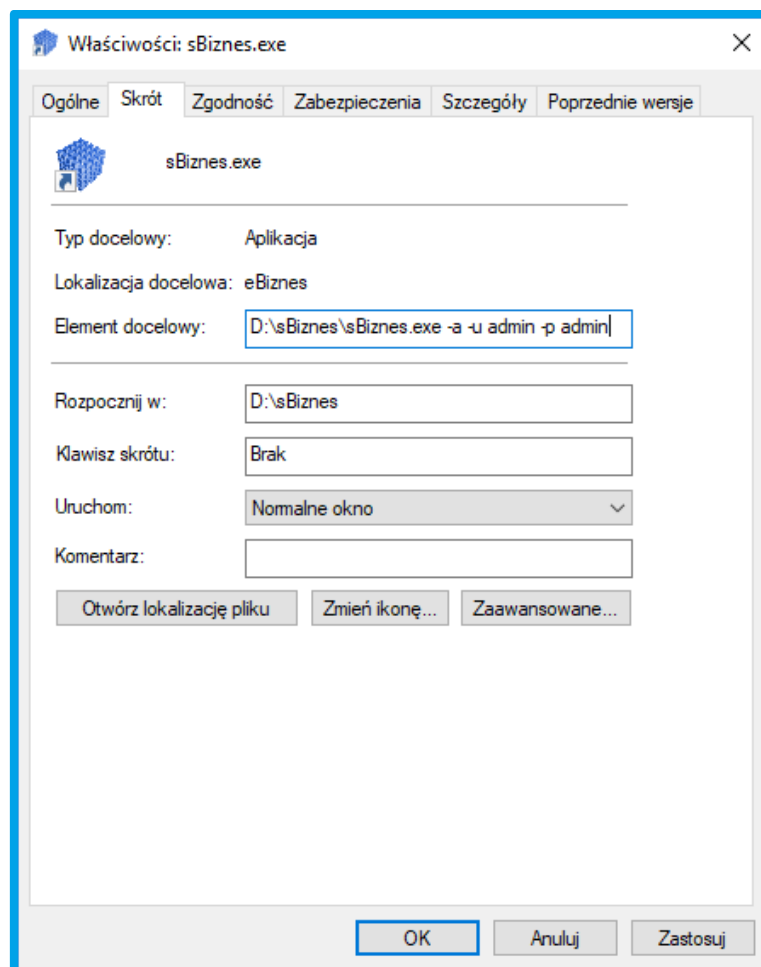 Właściwości: sBiznes.exe
Ogólne Skrót Zgodność Zabezpieczenia Szczegóły Poprzednie wersje
sBiznes.exe
Typ docelowy: Aplikacja
Lokalizacja docelowa: eBiznes
Element docelowy: D:\sBiznes\sBiznes.exe -a -u admin -p admin
Rozpocznij w: D:\sBiznes
Klawisz skrótu: Brak
Uruchom: Normalne okno
Komentarz:
Otwórz lokalizację pliku Zmień ikonę... Zaawansowane...
OK Anuluj Zastosuj